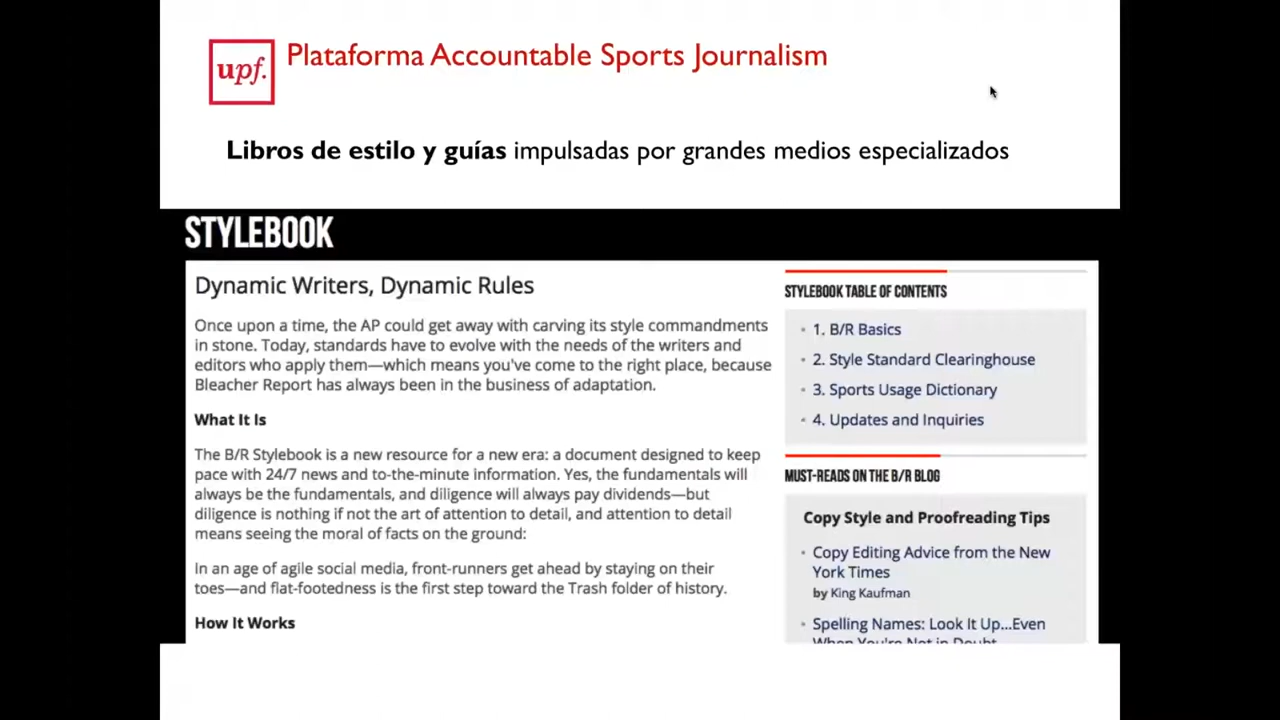 upf.
Plataforma Accountable Sports Journalism
Libros de estilo y guías impulsadas por grandes medios especializados
STYLEBOOK
Dynamic Writers, Dynamic Rules
Once upon a time, the AP could get away with carving its style commandments
in stone. Today, standards have to evolve with the needs of the writers and
editors who apply them—which means you've come to the right place, because
Bleacher Report has always been in the business of adaptation.
What It Is
The B/R Stylebook is a new resource for a new era: a document designed to keep
pace with 24/7 news and to-the-minute information. Yes, the fundamentals will
always be the fundamentals, and diligence will always pay dividends—but
diligence is nothing if not the art of attention to detail, and attention to detail
means seeing the moral of facts on the ground:
In an age of agile social media, front-runners get ahead by staying on their
toes—and flat-footedness is the first step toward the Trash folder of history.
How It Works
STYLEBOOK TABLE OF CONTENTS
• 1. B/R Basics
• 2. Style Standard Clearinghouse
• 3. Sports Usage Dictionary
• 4. Updates and Inquiries
MUST-READS ON THE B/R BLOG
Copy Style and Proofreading Tips
• Copy Editing Advice from the New
York Times
by King Kaufman
• Spelling Names: Look It Up...Even
When You're Not in Doubt